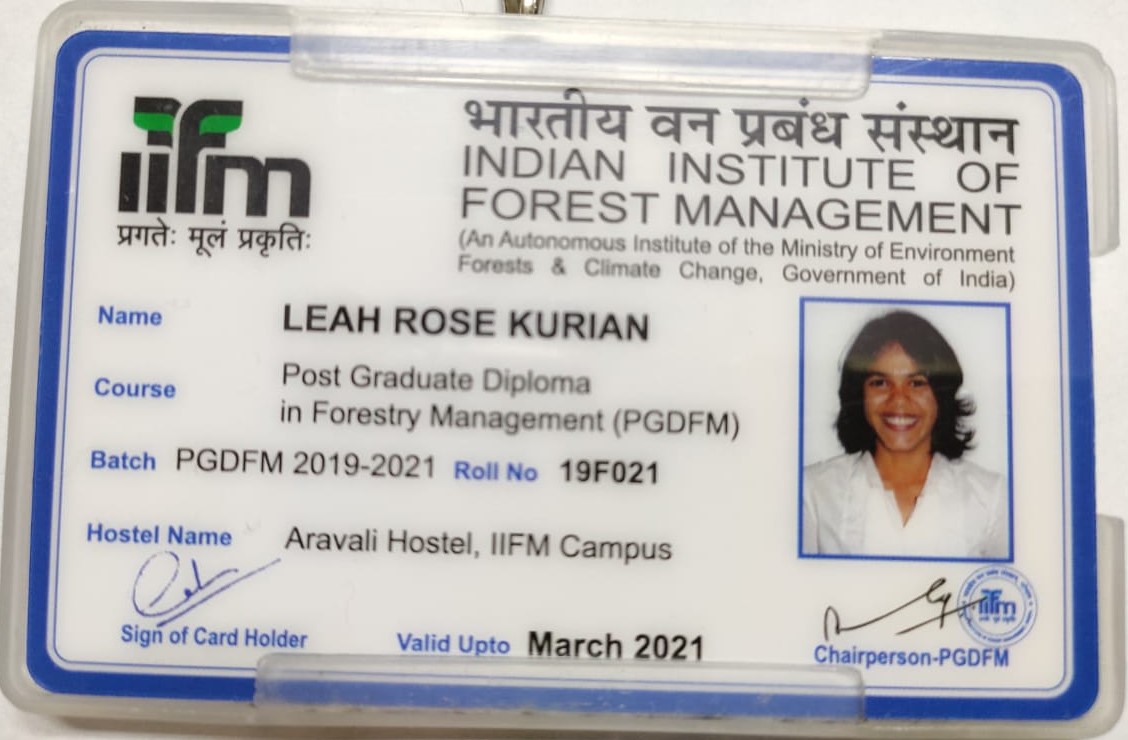 iifm
प्रगतेः मूलं प्रकृतिः
भारतीय वन प्रबंध संस्थान
INDIAN INSTITUTE OF
FOREST MANAGEMENT
(An Autonomous Institute of the Ministry of Environment
Forests & Climate Change, Government of India)
Name LEAH ROSE KURIAN
Course Post Graduate Diploma
in Forestry Management (PGDFM)
Batch PGDFM 2019-2021 Roll No 19F021
Hostel Name Aravali Hostel, IIFM Campus
iifm
Sign of Card Holder
Valid Upto March 2021
Chairperson-PGDFM